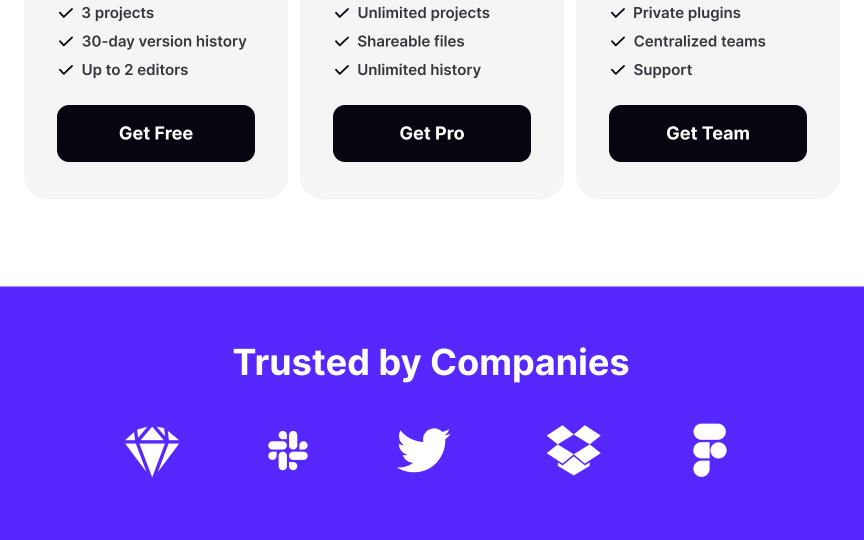 3 projects
30-day version history
Up to 2 editors
Get Free
Unlimited projects
Shareable files
Unlimited history
Get Pro
Private plugins
Centralized teams
Support
Get Team
Trusted by Companies